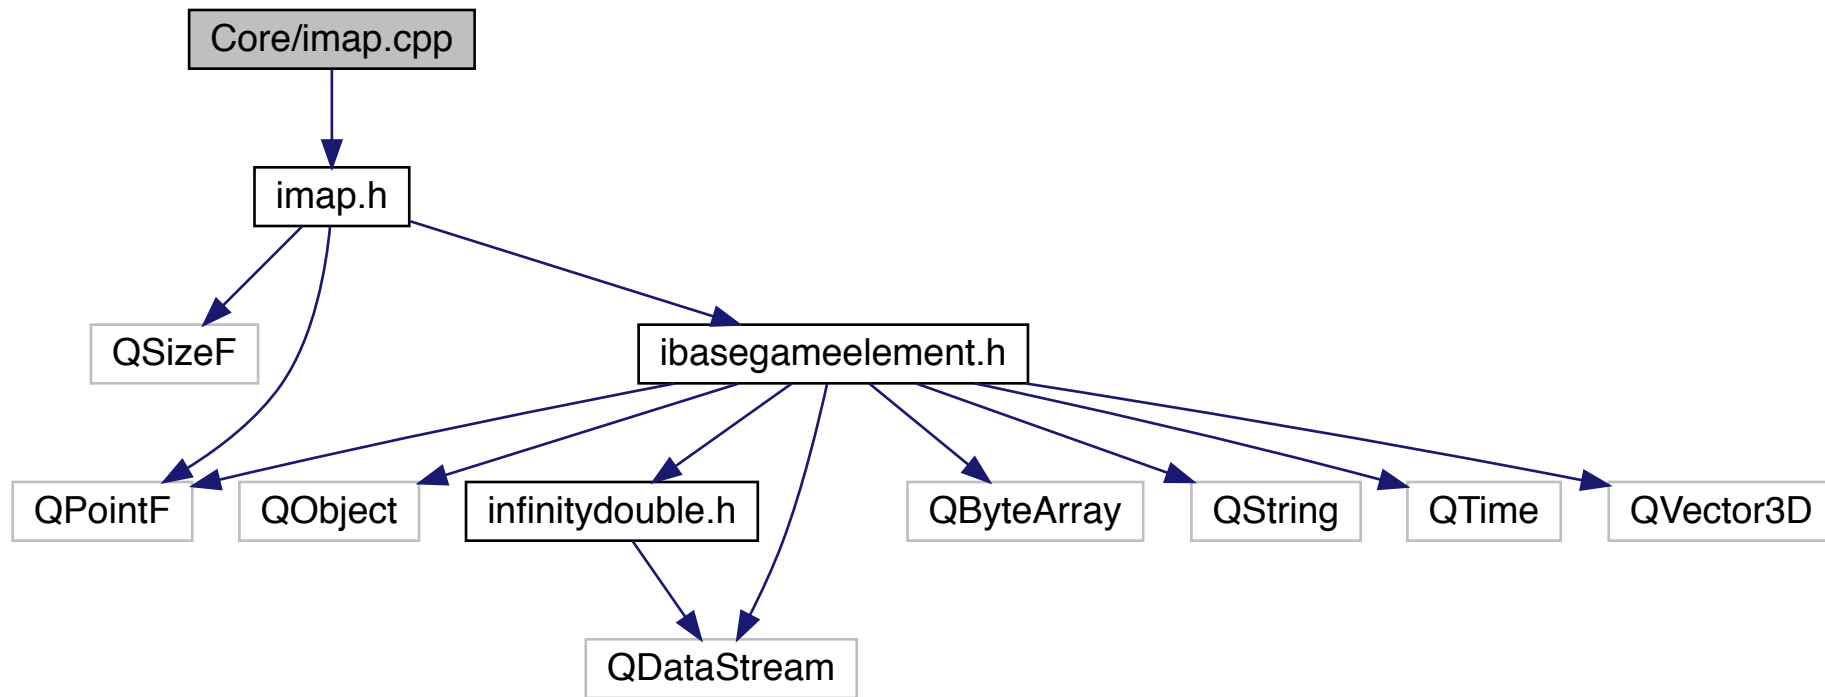 Core/imap.cpp
imap.h
QSizeF
ibasegameelement.h
QPointF
QObject
infinitydouble.h
QByteArray
QString
QTime
QVector3D
QDataStream